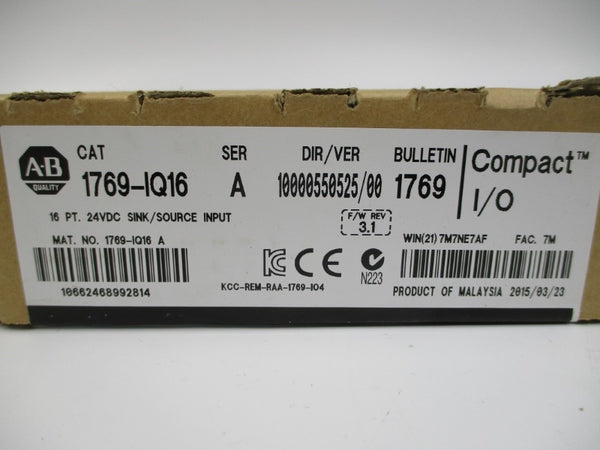 A-B
QUALITY
CAT SER DIR/VER BULLETIN
1769-IQ16 A 10000550525/00 1769
Compact™
I/O
16 PT. 24VDC SINK/SOURCE INPUT
F/W REV
3.1
MAT. NO. 1769-IQ16 A
WIN(21) 7M7NE7AF FAC. 7M
10662468992814
KCC-REM-RAA-1769-IO4
CE
N223
PRODUCT OF MALAYSIA 2015/03/23